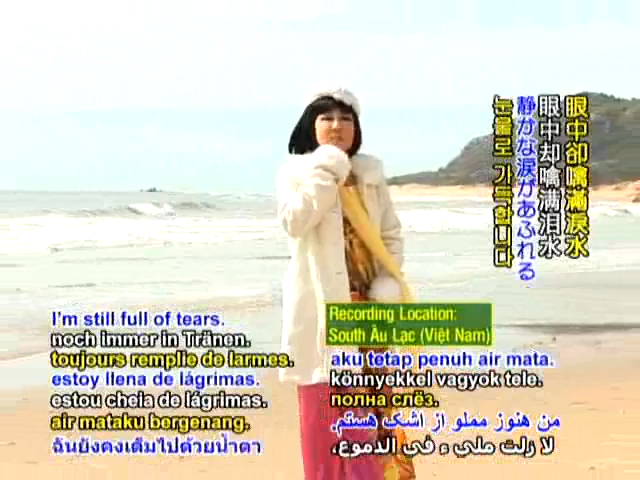 眼中卻噙滿淚水
眼中却噙满泪水
静かな涙があふれる
눈물로 가득합니다
I'm still full of tears.
noch immer in Tränen.
toujours remplie de larmes.
estoy llena de lágrimas.
estou cheia de lágrimas.
air mataku bergenang.
ฉันยังคงเต็มไปด้วยน้ำตา
Recording Location:
South Âu Lạc (Việt Nam)
aku tetap penuh air mata.
könnyekkel vagyok tele.
полна слёз.
من هنوز مملو از اشک هستم.
لا زلت مليء في الدموع،